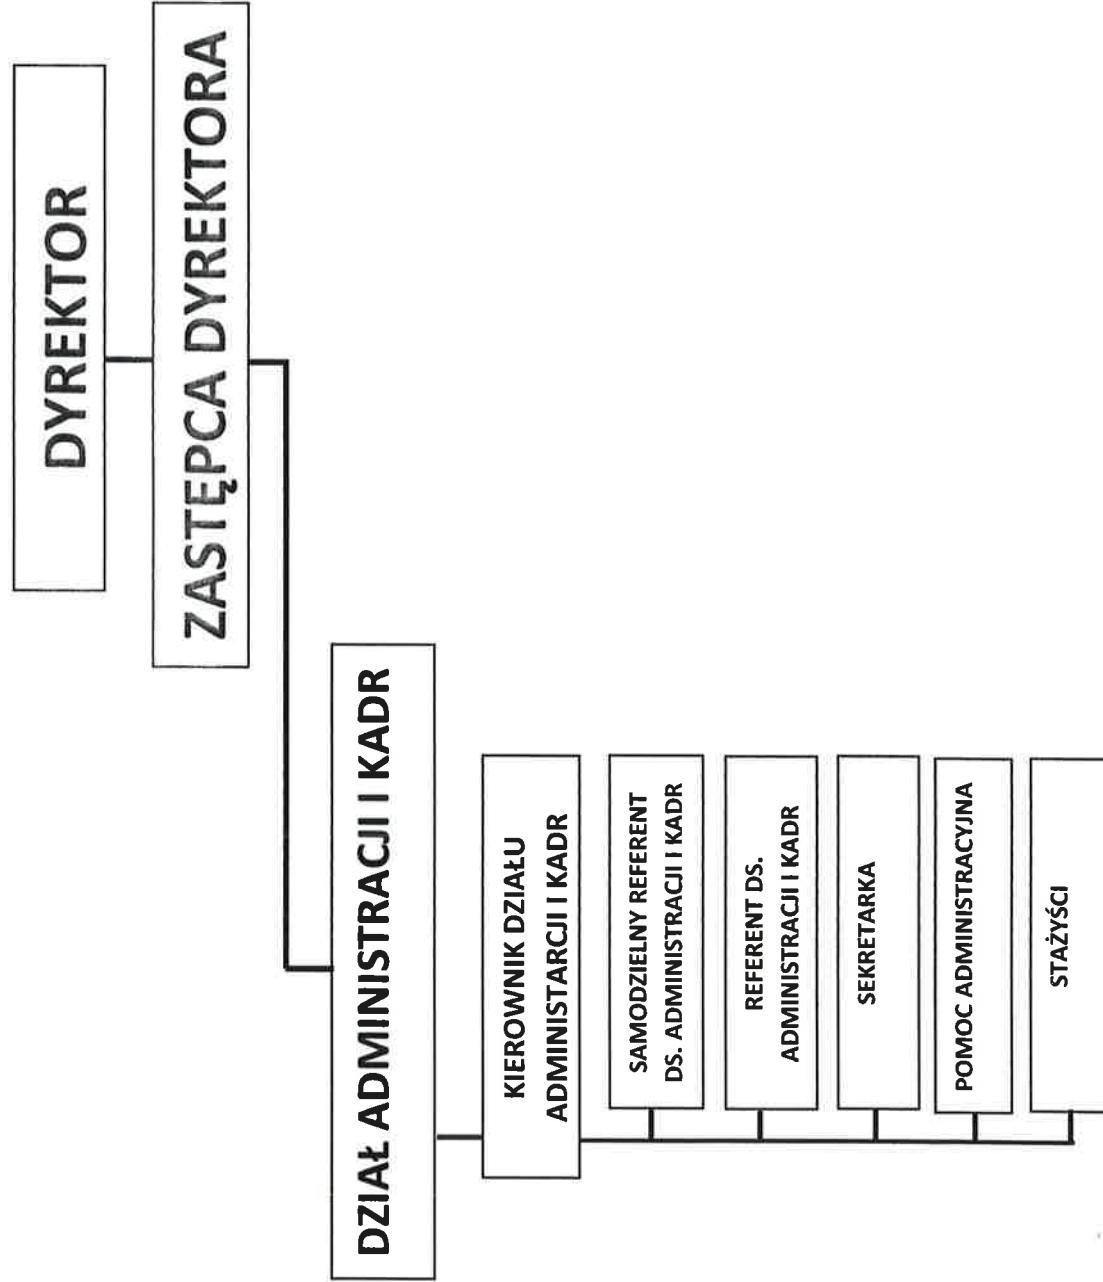 DYREKTOR
ZASTĘPCA DYREKTORA
DZIAŁ ADMINISTRACJI I KADR
KIEROWNIK DZIAŁU
ADMINISTARCJI I KADR
SAMODZIELNY REFERENT
DS. ADMINISTRACJI I KADR
REFERENT DS.
ADMINISTRACJI I KADR
SEKRETARKA
POMOC ADMINISTRACYJNA
STAŻYŚCI